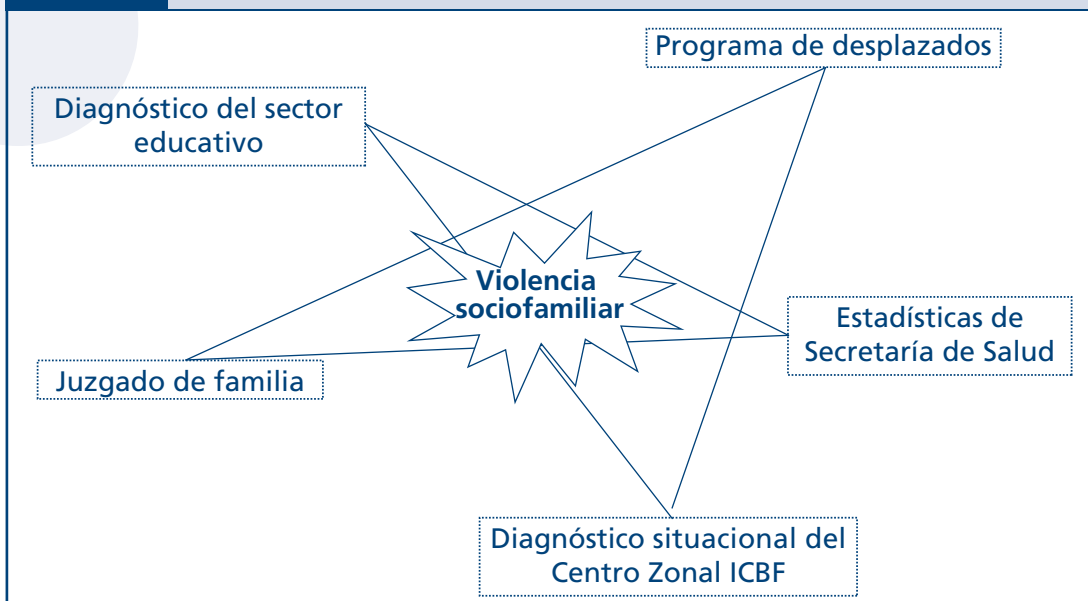 Programa de desplazados
Diagnóstico del sector
educativo
Violencia
sociofamiliar
Estadísticas de
Secretaría de Salud
Juzgado de familia
Diagnóstico situacional del
Centro Zonal ICBF